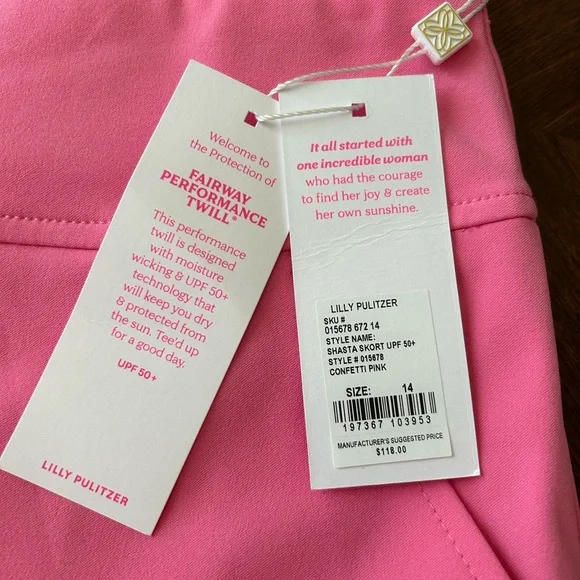 Welcome to
the Protection of
FAIRWAY
PERFORMANCE
TWILL®
This performance
twill is designed
with moisture
wicking & UPF 50+
technology that
will keep you dry
& protected from
the sun. Tee'd up
for a good day.
UPF 50+
LILLY PULITZER
It all started with
one incredible woman
who had the courage
to find her joy & create
her own sunshine.
LILLY PULITZER
SKU #
015678 672 14
STYLE NAME:
SHASTA SKORT UPF 50+
STYLE # 015678
CONFETTI PINK
SIZE: 14
197367 103953
MANUFACTURER'S SUGGESTED PRICE
$118.00